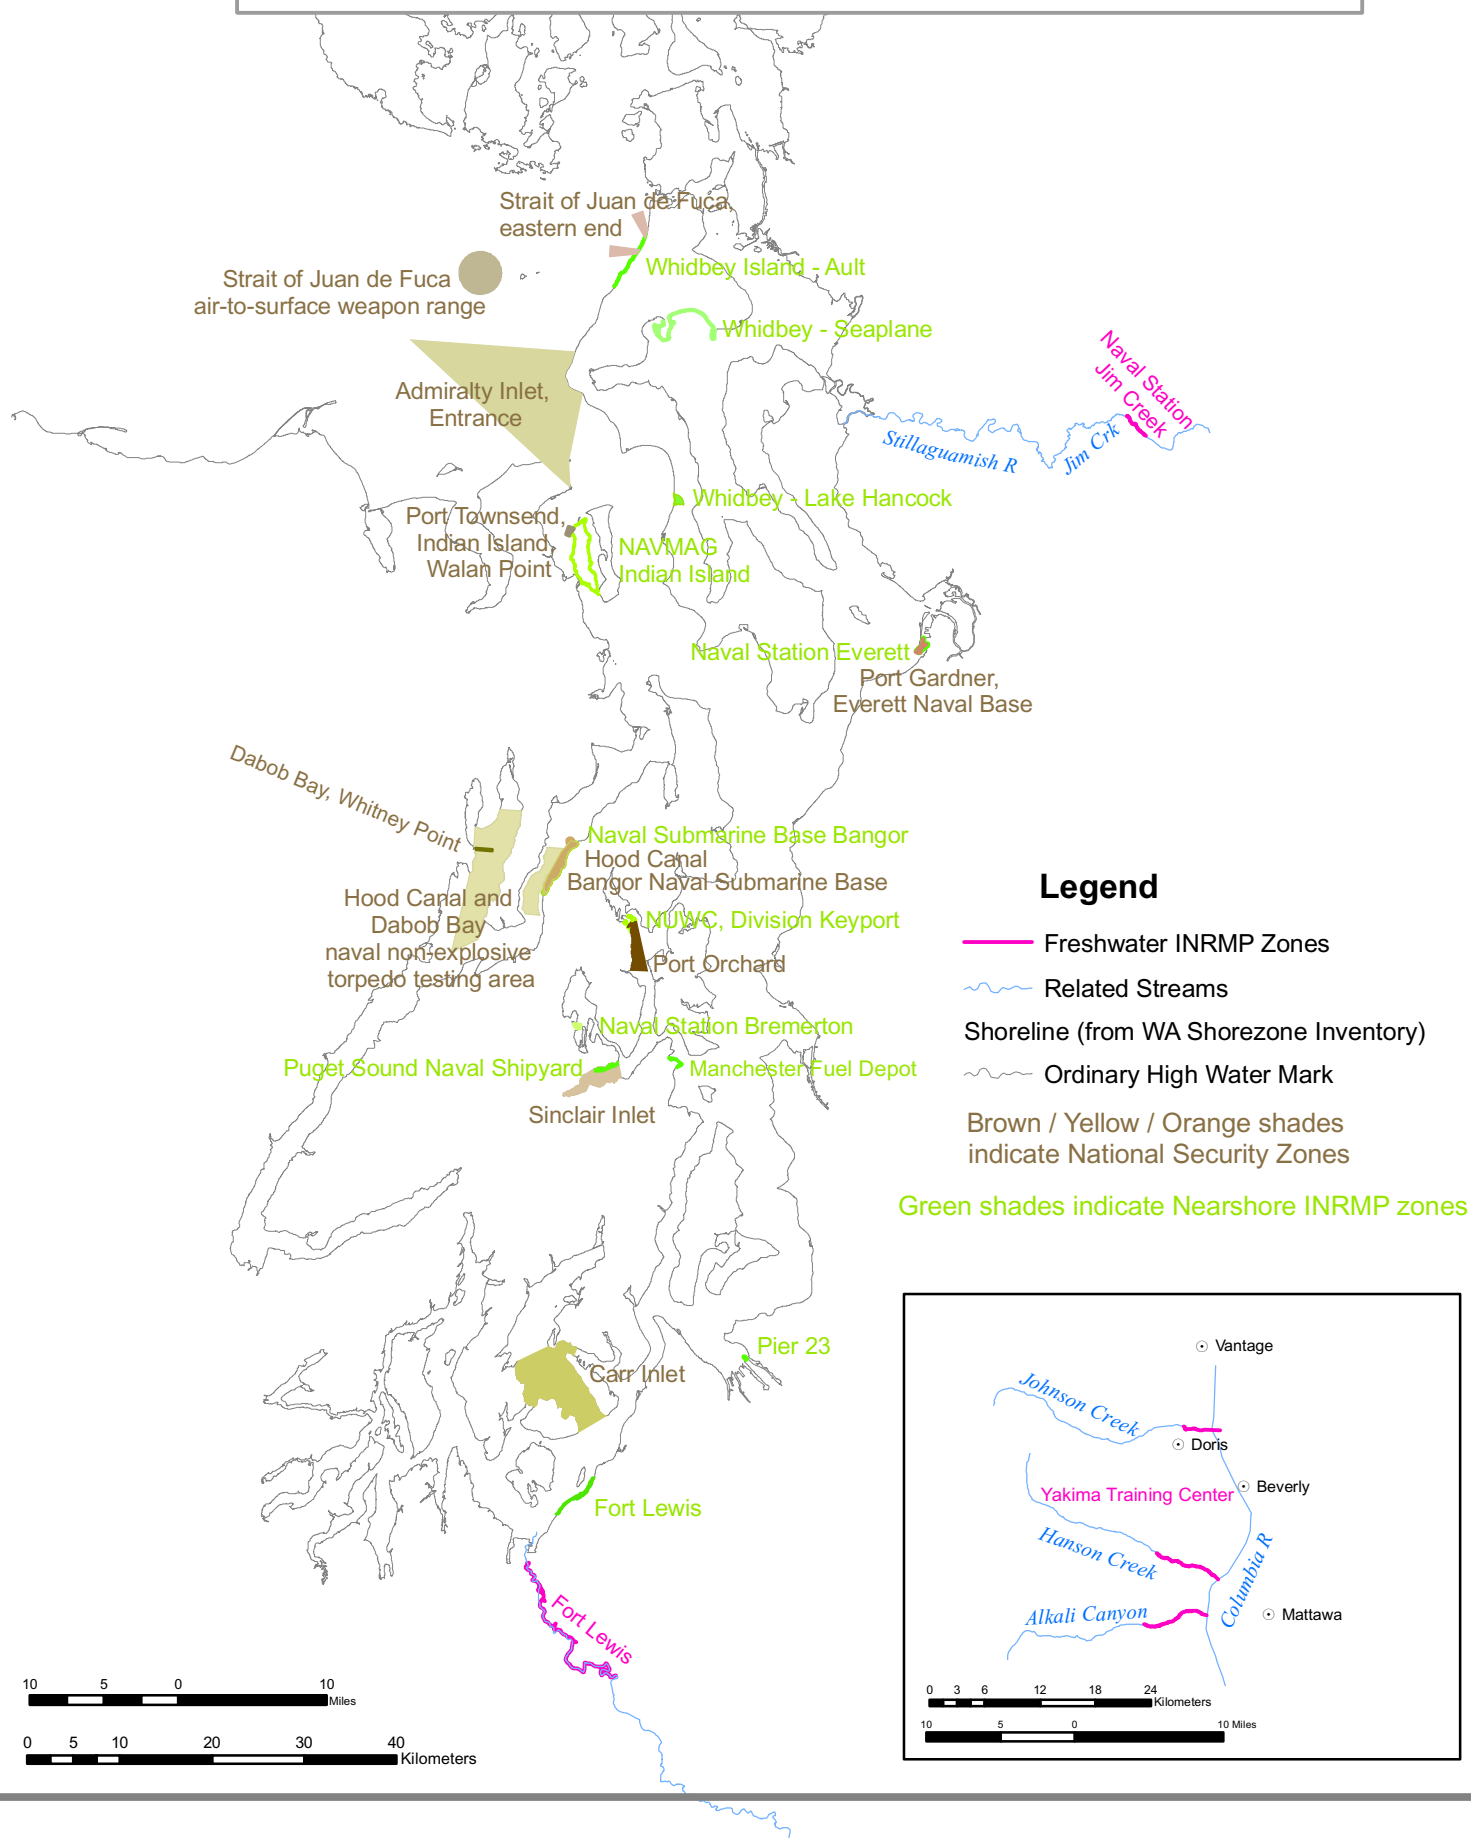 Strait of Juan de Fuca,
eastern end
Whidbey Island - Ault
Strait of Juan de Fuca
air-to-surface weapon range
Whidbey - Seaplane
Naval Station
Jim Creek
Admiralty Inlet,
Entrance
Stillaguamish R
Jim Crk
Whidbey - Lake Hancock
Port Townsend,
Indian Island,
Walan Point
NAVMAG
Indian Island
Naval Station Everett
Port Gardner,
Everett Naval Base
Dabob Bay, Whitney Point
Naval Submarine Base Bangor
Hood Canal
Bangor Naval Submarine Base
Hood Canal and
Dabob Bay
naval non-explosive
torpedo testing area
NUWC, Division Keyport
Port Orchard
Naval Station Bremerton
Puget Sound Naval Shipyard
Manchester Fuel Depot
Sinclair Inlet
Legend
Freshwater INRMP Zones
Related Streams
Shoreline (from WA Shorezone Inventory)
Ordinary High Water Mark
Brown / Yellow / Orange shades
indicate National Security Zones
Green shades indicate Nearshore INRMP zones
Pier 23
Carr Inlet
Fort Lewis
Fort Lewis
Vantage
Johnson Creek
Doris
Beverly
Yakima Training Center
Hanson Creek
Columbia R
Alkali Canyon
Mattawa
0 3 6 12 18 24
Kilometers
10 5 0 10 Miles
10 5 0 10
Miles
0 5 10 20 30 40
Kilometers